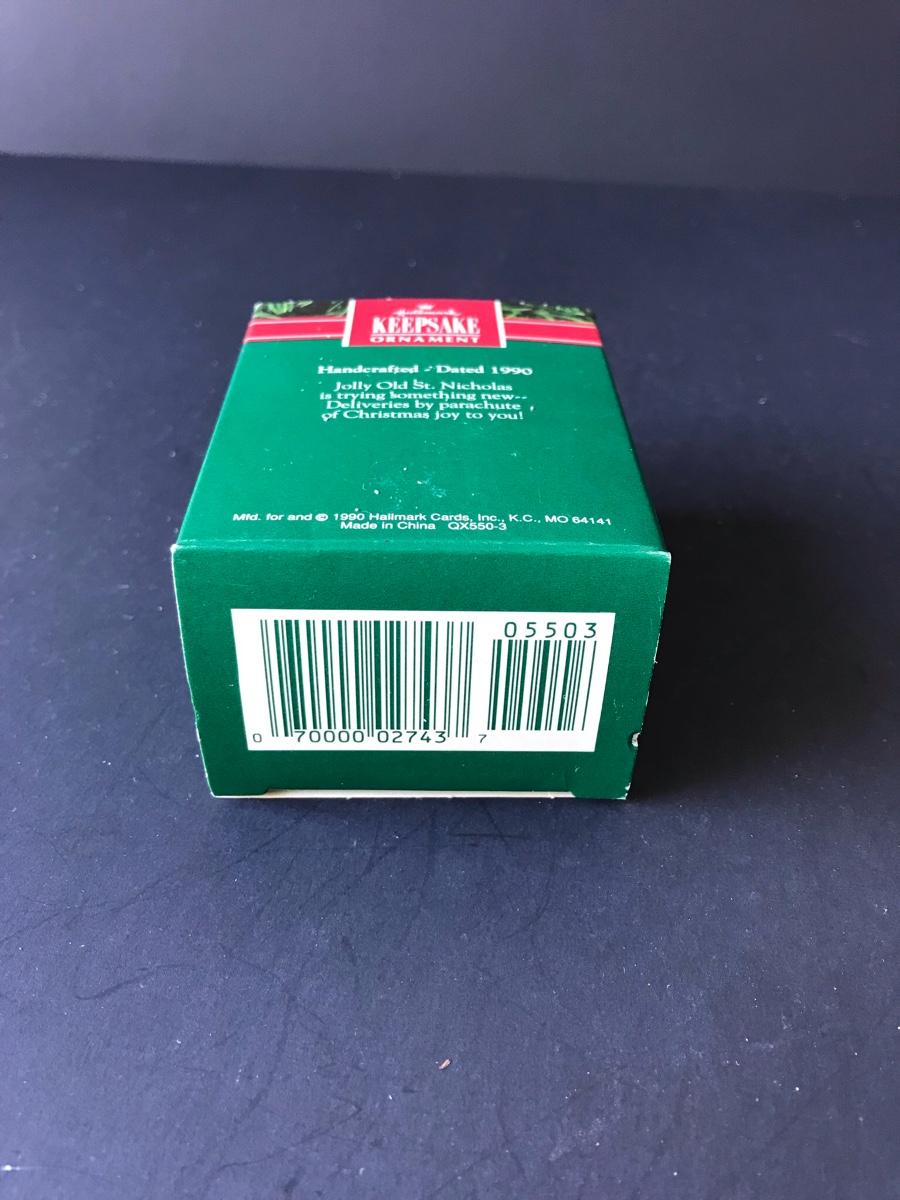 Hallmark
KEEPSAKE
ORNAMENT
Handcrafted - Dated 1990
Jolly Old St. Nicholas
is trying something new--
Deliveries by parachute
of Christmas joy to you!
Mfd. for and © 1990 Hallmark Cards, Inc., K.C., MO 64141
Made in China QX550-3
05503
0 70000 02743 7